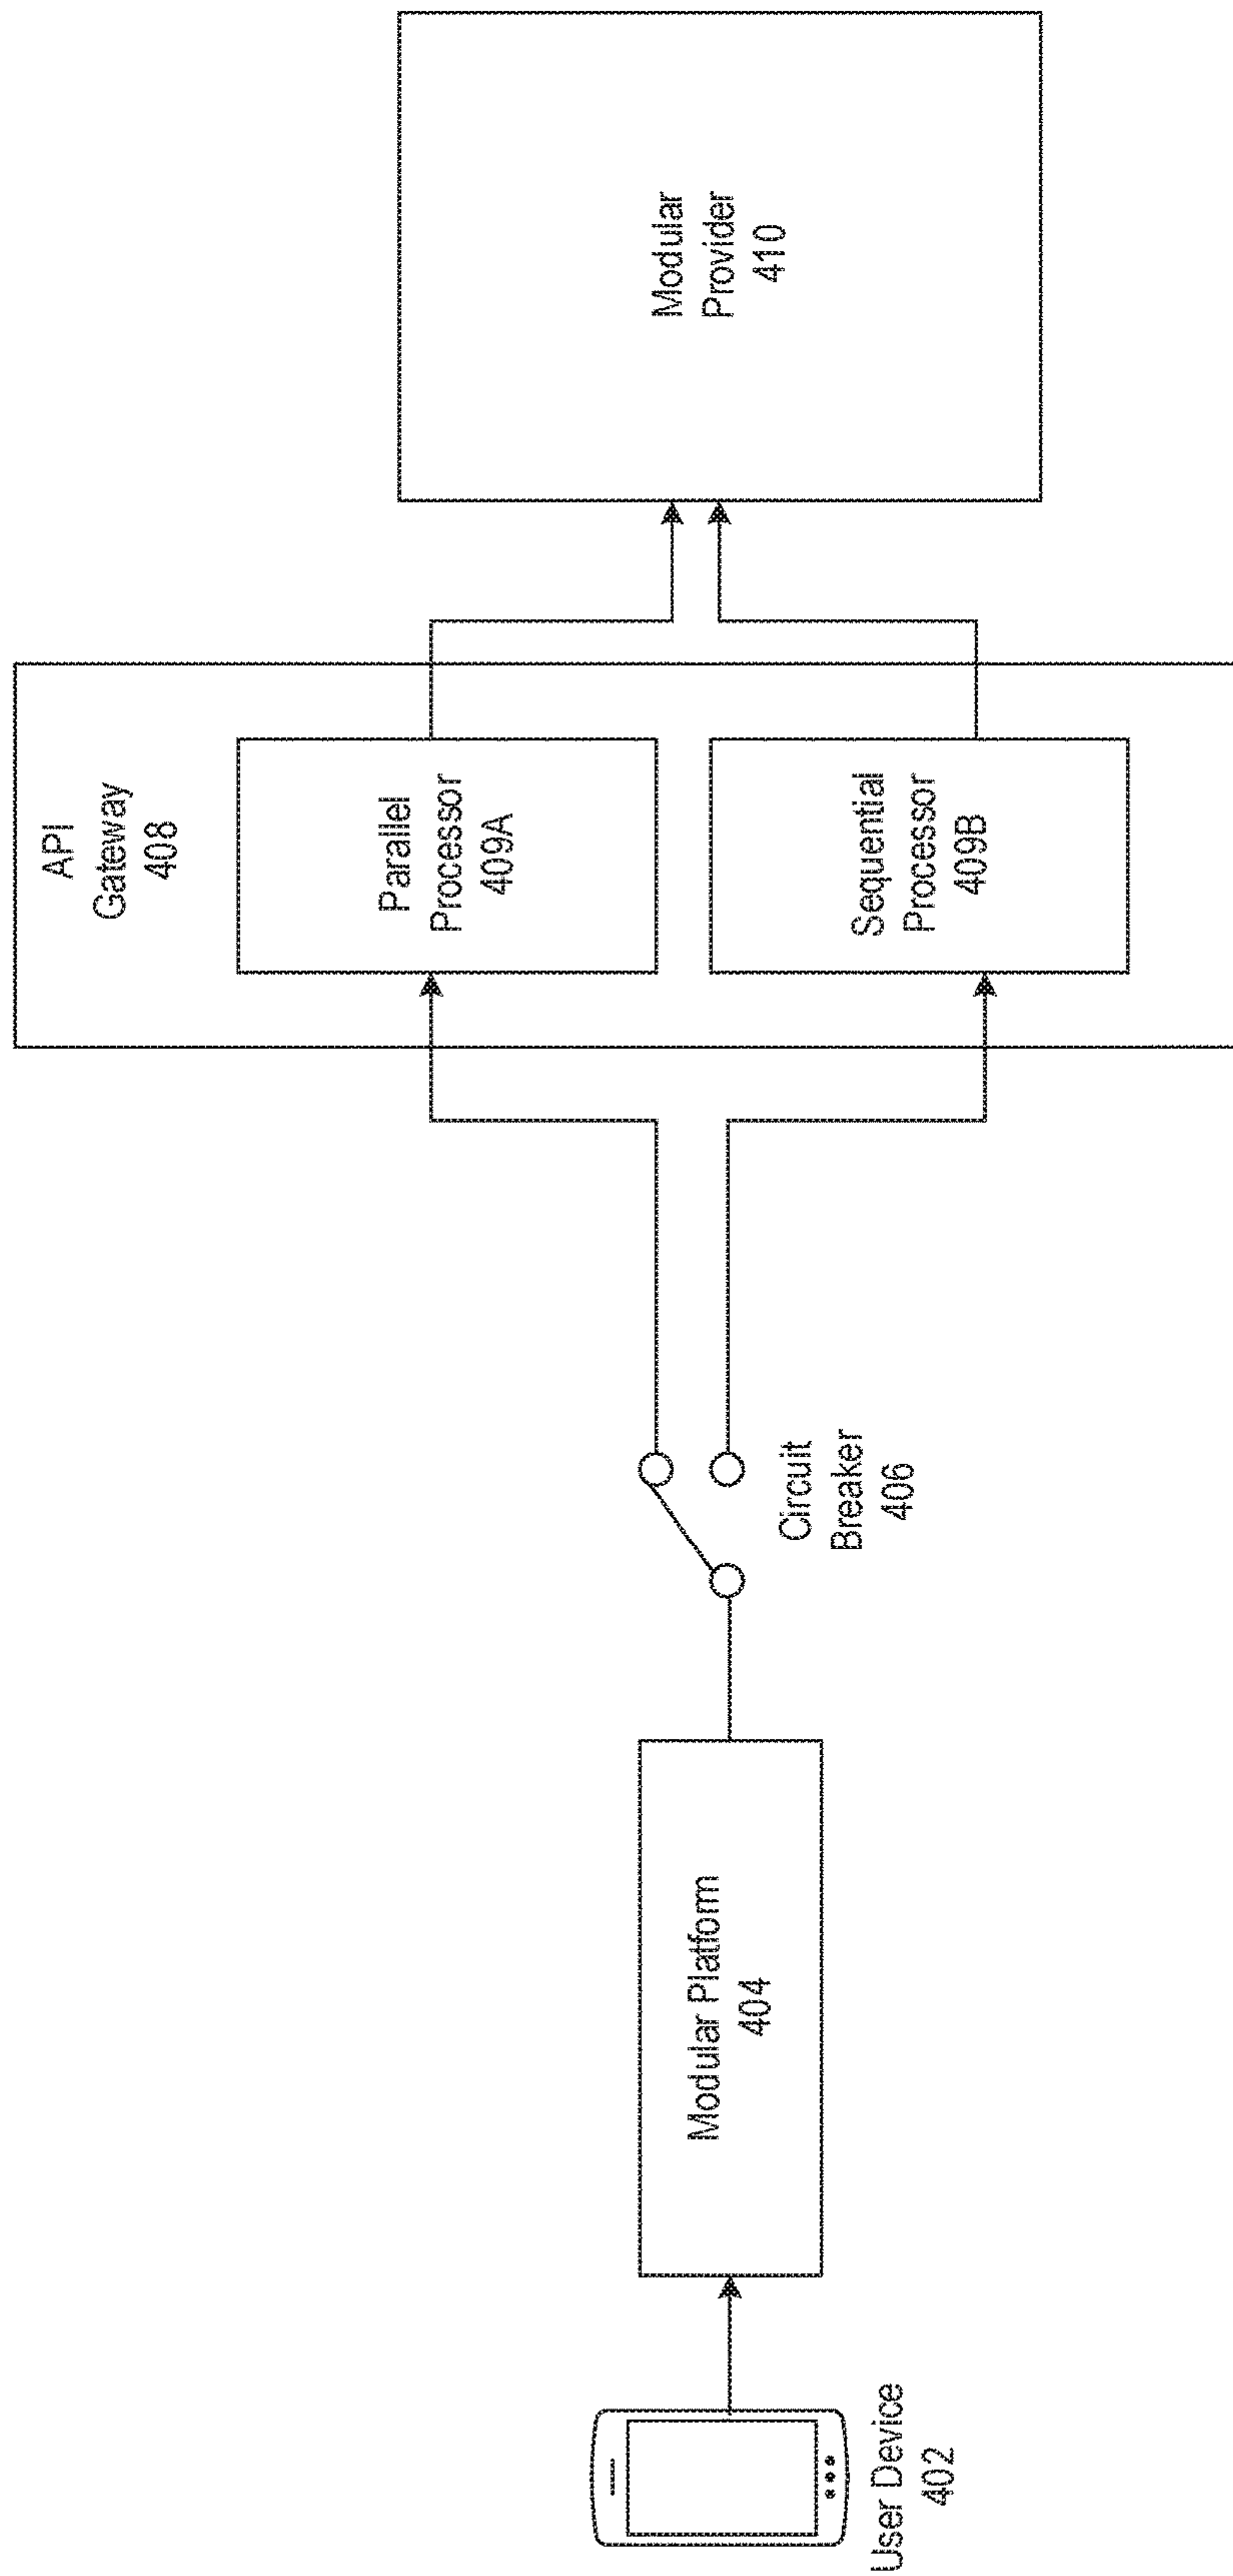 User Device
402
Modular Platform
404
Circuit
Breaker
406
API
Gateway
408
Parallel
Processor
409A
Sequential
Processor
409B
Modular
Provider
410